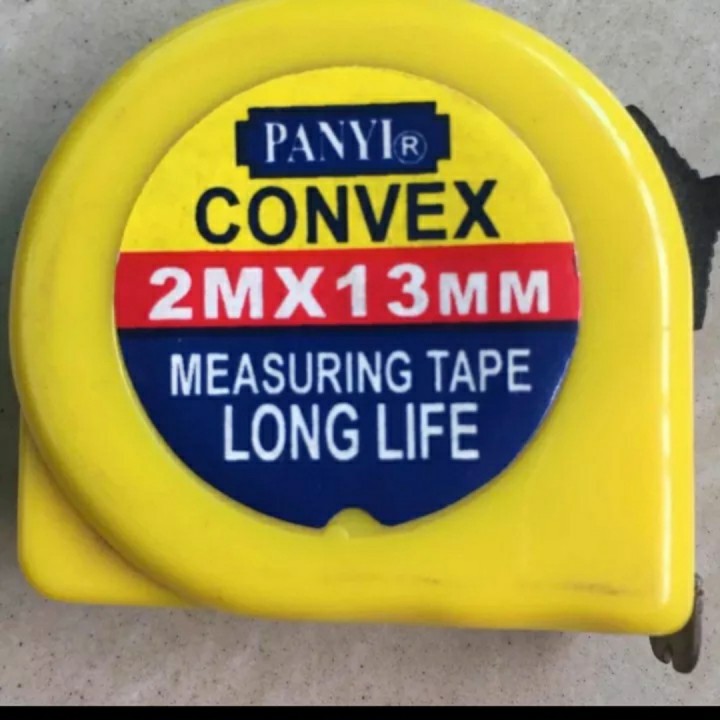 PANYI®
CONVEX
2MX13MM
MEASURING TAPE
LONG LIFE